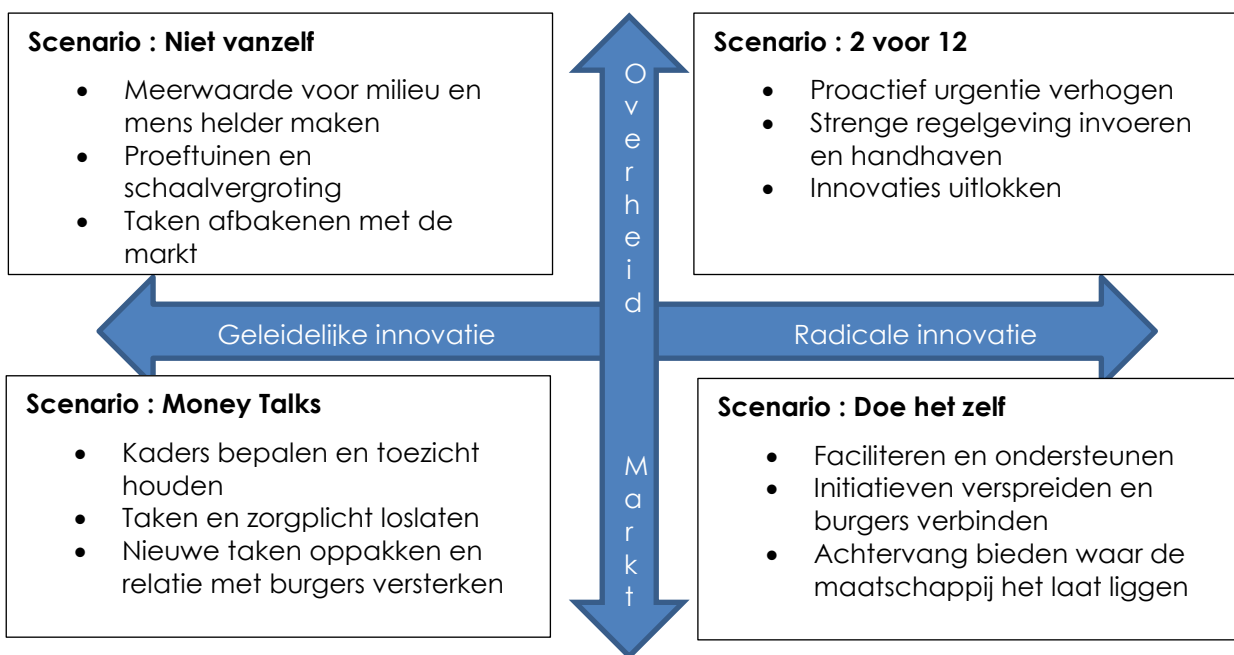 Scenario : Niet vanzelf
• Meerwaarde voor milieu en
mens helder maken
• Proeftuinen en
schaalvergroting
• Taken afbakenen met de
markt
Overheid
Scenario : 2 voor 12
• Proactief urgentie verhogen
• Strenge regelgeving invoeren
en handhaven
• Innovaties uitlokken
Geleidelijke innovatie
Radicale innovatie
Scenario : Money Talks
• Kaders bepalen en toezicht
houden
• Taken en zorgplicht loslaten
• Nieuwe taken oppakken en
relatie met burgers versterken
Markt
Scenario : Doe het zelf
• Faciliteren en ondersteunen
• Initiatieven verspreiden en
burgers verbinden
• Achtervang bieden waar de
maatschappij het laat liggen